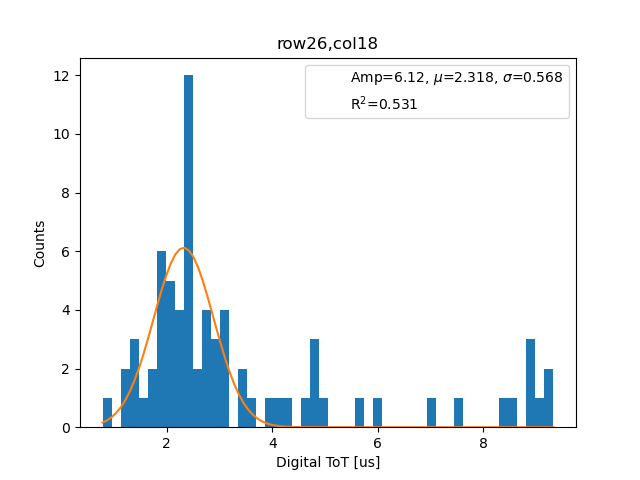 row26,col18
Amp=6.12, μ=2.318, σ=0.568
R²=0.531
12
10
8
6
4
2
0
Counts
2 4 6 8
Digital ToT [us]